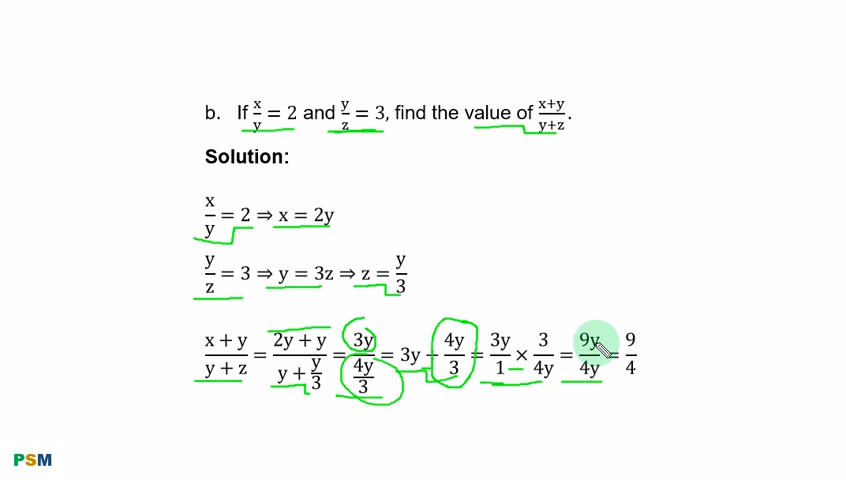 b. If x/y = 2 and y/z = 3, find the value of x+y/y+z.
Solution:
x/y = 2 ⇒ x = 2y
y/z = 3 ⇒ y = 3z ⇒ z = y/3
x + y/y + z = 2y + y/y + y/3 = 3y/4y/3 = 3y ÷ 4y/3 = 3y/1 × 3/4y = 9y/4y = 9/4
PSM